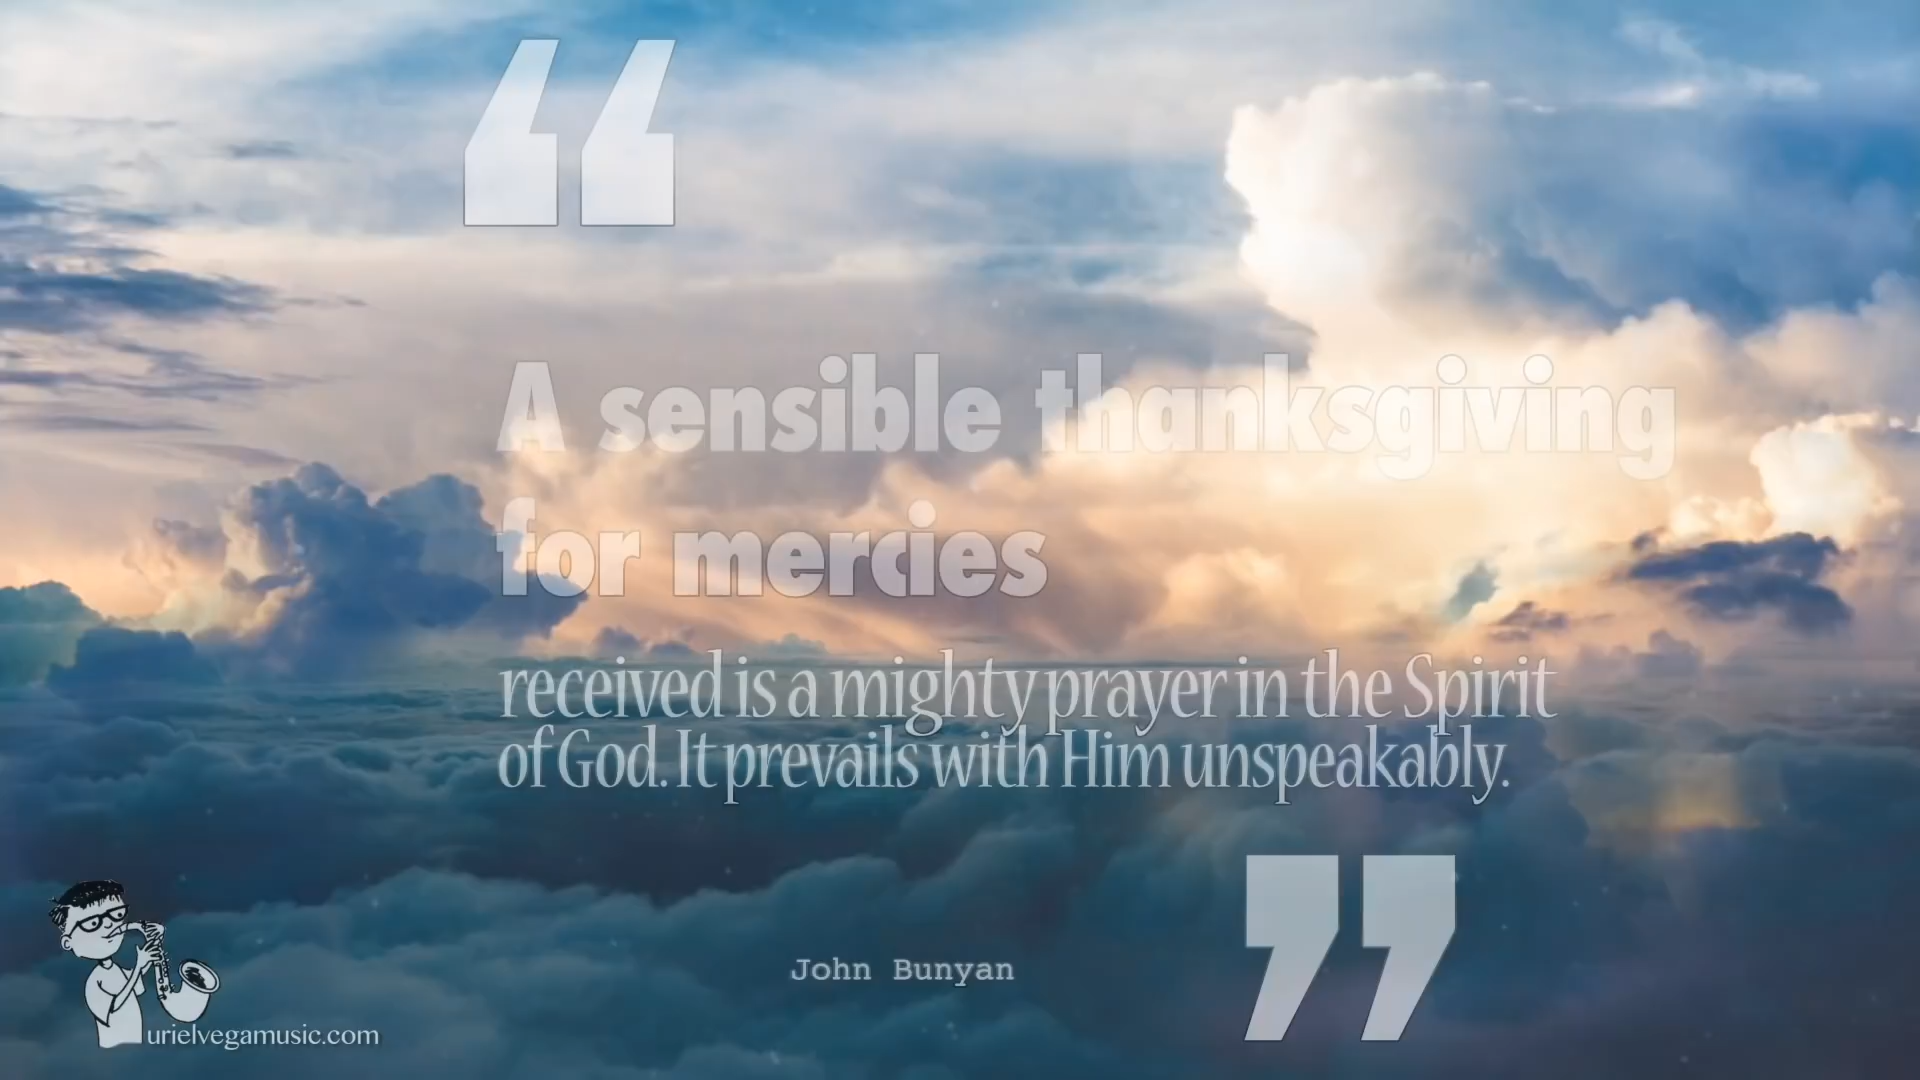 “
A sensible thanksgiving
for mercies
received is a mighty prayer in the Spirit
of God. It prevails with Him unspeakably.
”
John Bunyan
urielvegamusic.com